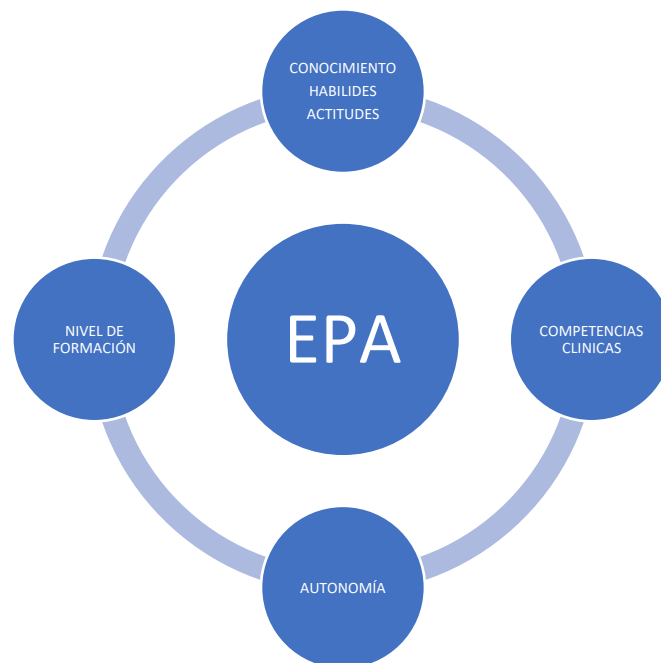 CONOCIMIENTO
HABILIDES
ACTITUDES
NIVEL DE
FORMACIÓN
EPA
COMPETENCIAS
CLINICAS
AUTONOMÍA